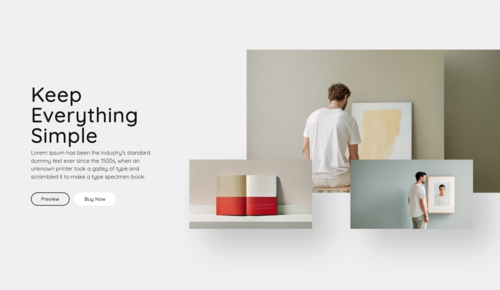 Keep
Everything
Simple
Lorem Ipsum has been the industry's standard
dummy text ever since the 1500s, when an
unknown printer took a galley of type and
scrambled it to make a type specimen book.
Preview
Buy Now